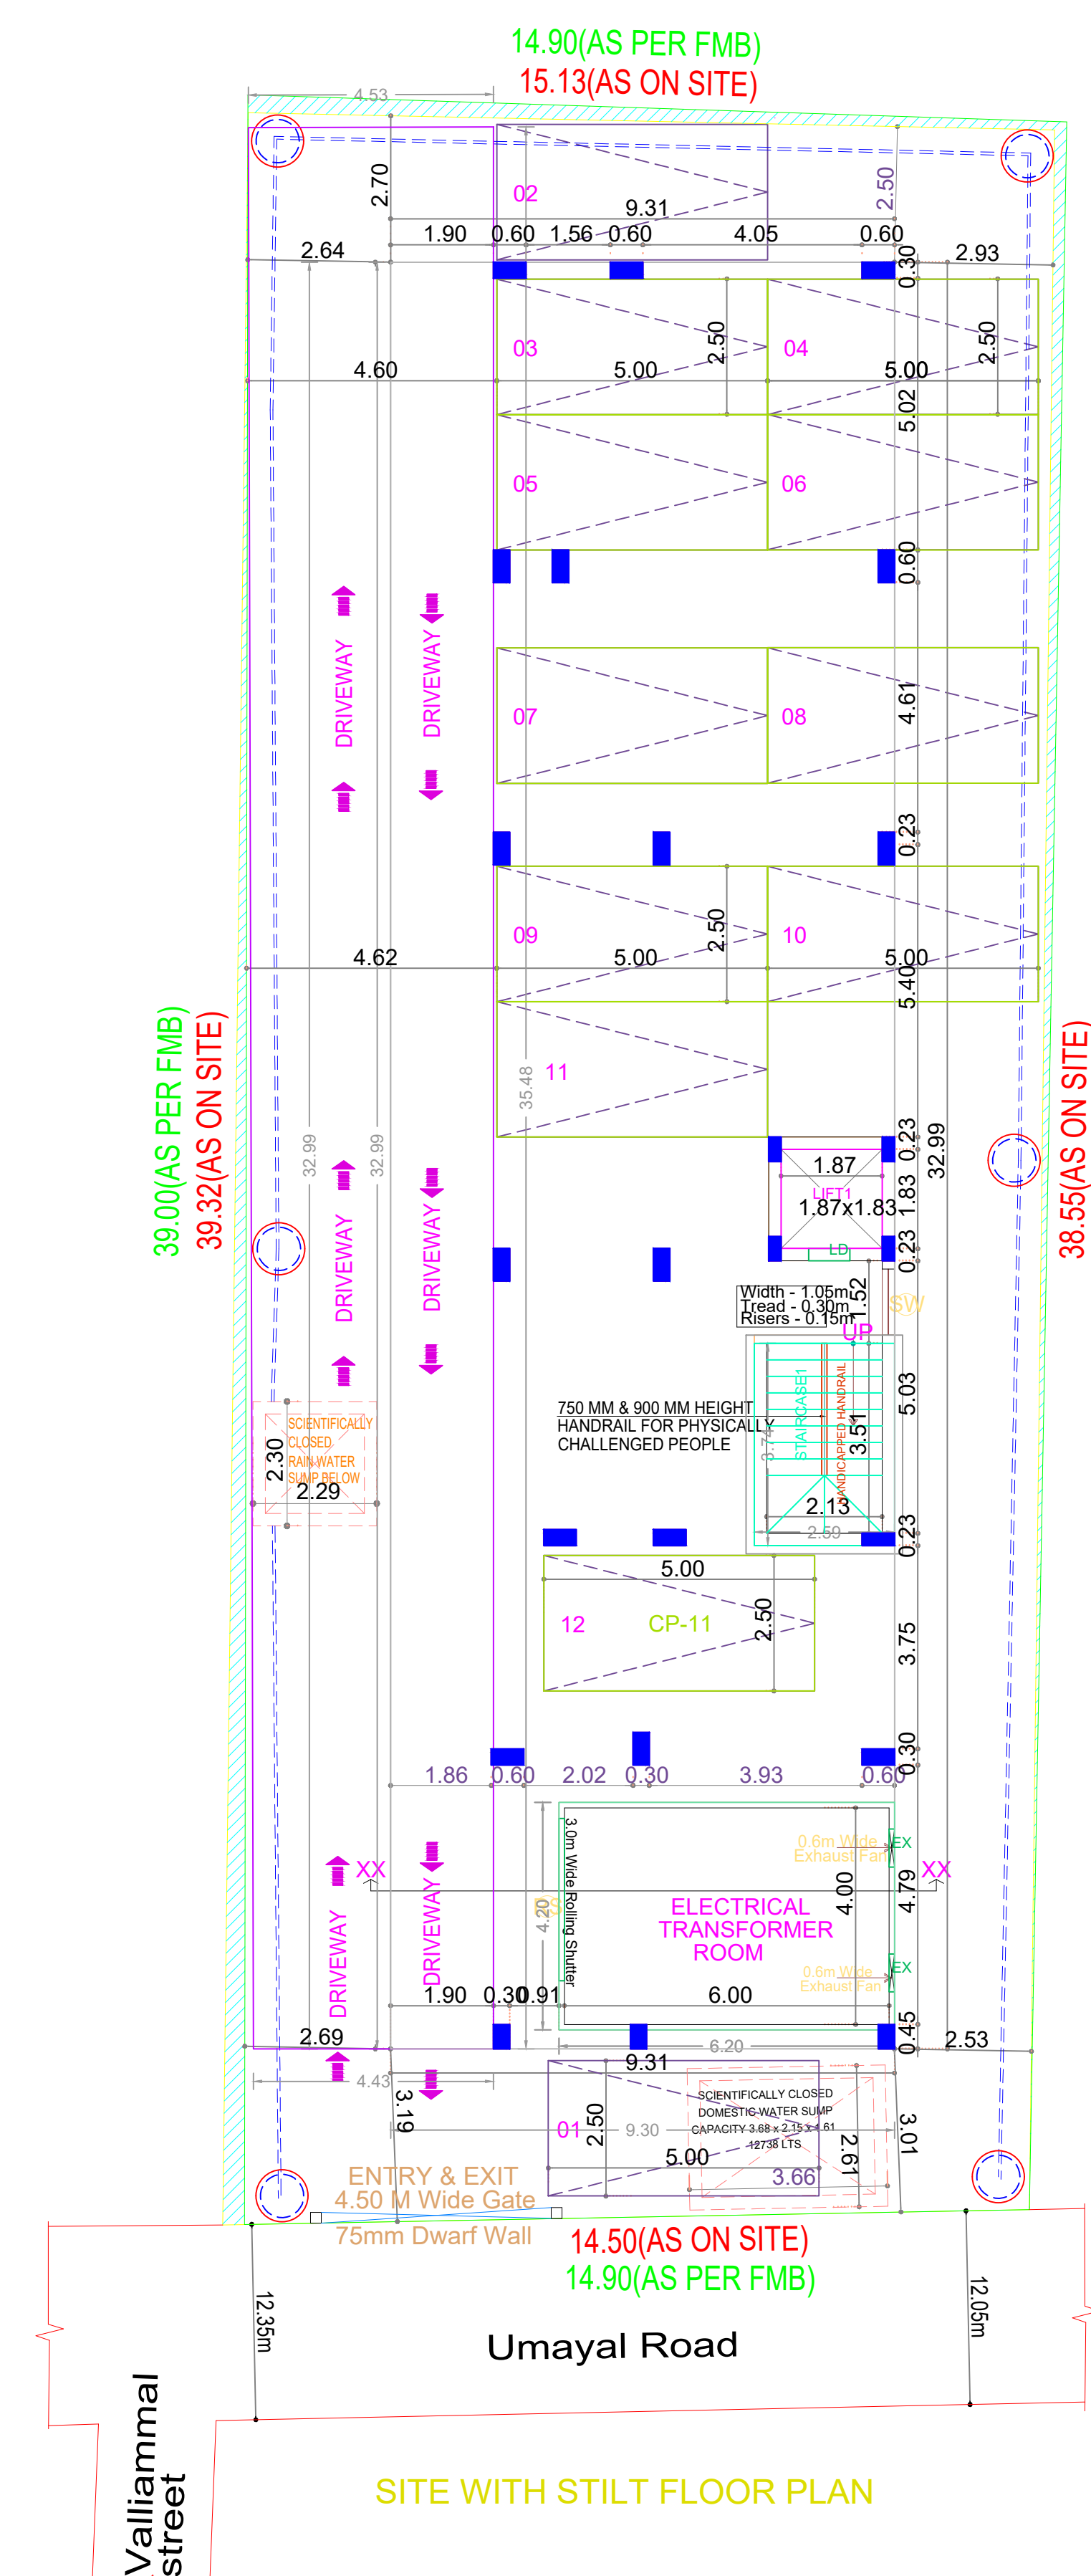 14.90(AS PER FMB)
15.13(AS ON SITE)
4.53
2.70
02
2.50
9.31
1.90
0.60
1.56
0.60
4.05
0.60
2.64
2.93
0.30
03
2.50
04
2.50
4.60
5.00
5.00
5.02
05
06
0.60
DRIVEWAY
DRIVEWAY
07
08
4.61
0.23
09
2.50
10
4.62
5.00
5.00
5.40
39.00(AS PER FMB)
39.32(AS ON SITE)
38.55(AS ON SITE)
11
35.48
32.99
32.99
32.99
0.23
1.87
LIFT1
1.87x1.83
1.83
0.23
LD
DRIVEWAY
DRIVEWAY
Width - 1.05m
Tread - 0.30m
Risers - 0.15m
1.52
SW
UP
750 MM & 900 MM HEIGHT
HANDRAIL FOR PHYSICALLY
CHALLENGED PEOPLE
STAIRCASE1
HANDICAPPED HANDRAIL
3.74
3.51
5.03
2.13
2.59
0.23
SCIENTIFICALLY
CLOSED
RAIN WATER
SUMP BELOW
2.30
2.29
5.00
12
CP-11
2.50
3.75
0.30
1.86
0.60
2.02
0.30
3.93
0.60
3.0m Wide Rolling Shutter
0.6m Wide
Exhaust Fan
EX
XX
XX
4.20
ELECTRICAL
TRANSFORMER
ROOM
4.00
4.79
0.6m Wide
Exhaust Fan
EX
DRIVEWAY
DRIVEWAY
1.90
0.30
0.91
6.00
0.45
2.69
2.53
6.20
9.31
4.43
3.19
01
2.50
9.30
5.00
SCIENTIFICALLY CLOSED
DOMESTIC WATER SUMP
CAPACITY 3.68 x 2.15 x 1.61
12738 LTS
2.61
3.66
3.01
ENTRY & EXIT
4.50 M Wide Gate
75mm Dwarf Wall
14.50(AS ON SITE)
14.90(AS PER FMB)
12.35m
12.05m
Umayal Road
Valliammal
street
SITE WITH STILT FLOOR PLAN